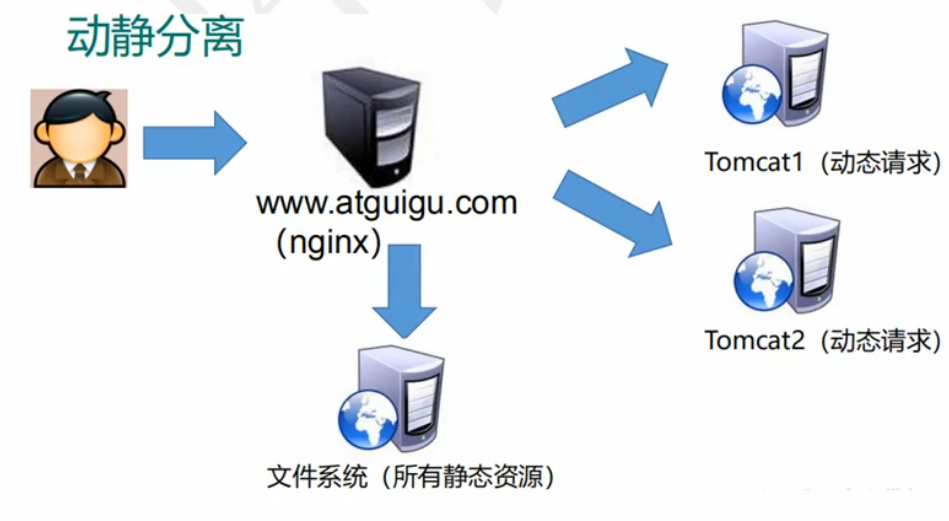 动静分离
www.atguigu.com
（nginx）
Tomcat1（动态请求）
Tomcat2（动态请求）
文件系统（所有静态资源）